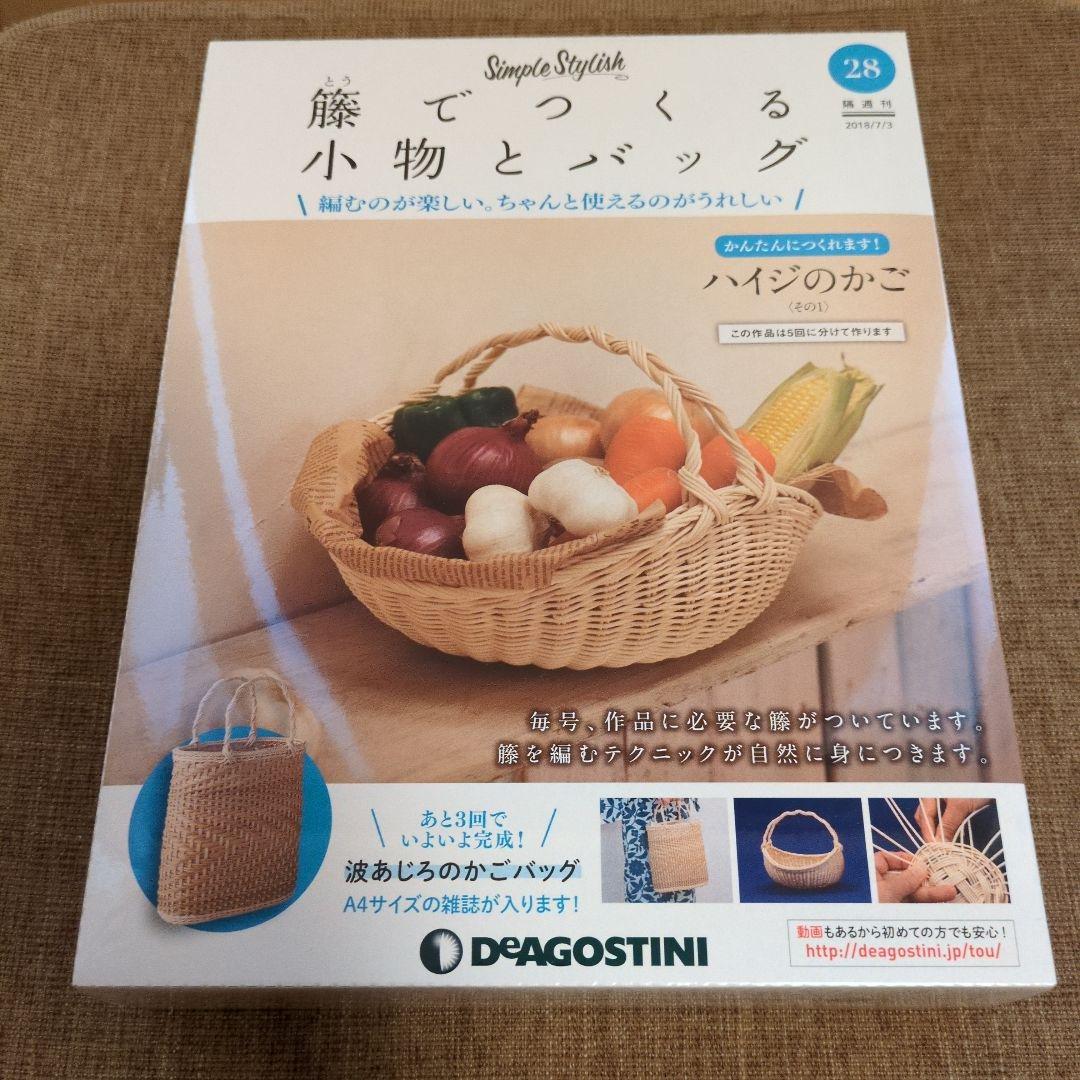 Simple Stylish
28
隔週刊
2018/7/3
とう
籐でつくる
小物とバッグ
編むのが楽しい。ちゃんと使えるのがうれしい
かんたんにつくれます!
ハイジのかご
〈その1〉
この作品は5回に分けて作ります
毎号、作品に必要な籐がついています。
籐を編むテクニックが自然に身につきます。
あと3回で
いよいよ完成!
波あじろのかごバッグ
A4サイズの雑誌が入ります!
DeAGOSTINI
動画もあるから初めての方でも安心!
http://deagostini.jp/tou/